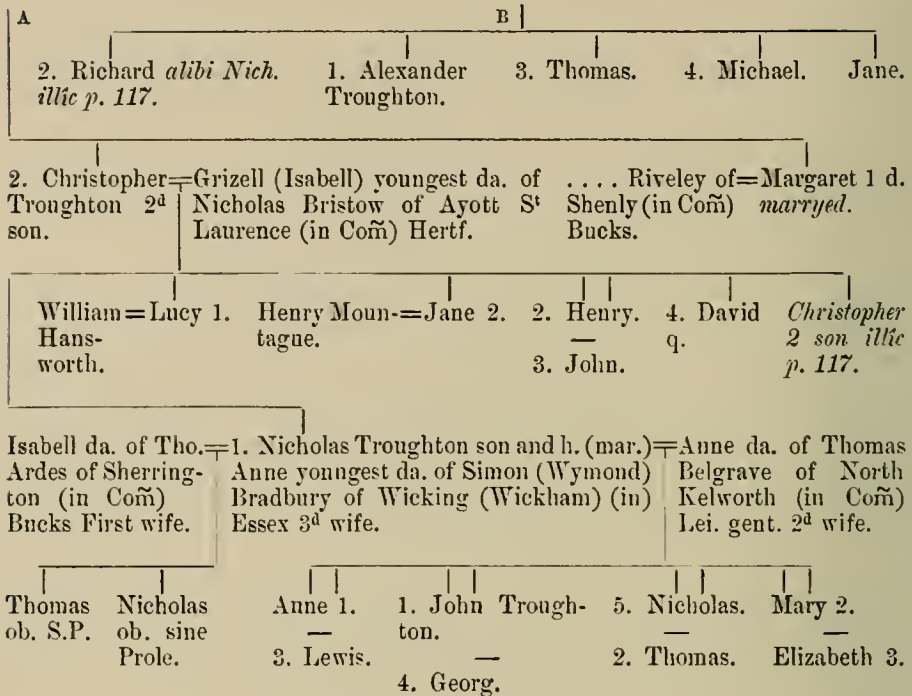 A
B
2. Richard alibi Nich.
illic p. 117.
1. Alexander
Troughton.
3. Thomas.
4. Michael.
Jane.
2. Christopher=Grizell (Isabell) youngest da. of
Troughton 2d Nicholas Bristow of Ayott St
son. Laurence (in Com̃) Hertf.
.... Riveley of=Margaret 1 d.
Shenly (in Com̃) marryed.
Bucks.
William=Lucy 1.
Hans-
worth.
Henry Moun-=Jane 2.
tague.
2. Henry.
—
3. John.
4. David
q.
Christopher
2 son illic
p. 117.
Isabell da. of Tho.=1. Nicholas Troughton son and h. (mar.)=Anne da. of Thomas
Ardes of Sherring- Anne youngest da. of Simon (Wymond) Belgrave of North
ton (in Com̃) Bradbury of Wicking (Wickham) (in) Kelworth (in Com̃)
Bucks First wife. Essex 3d wife. Lei. gent. 2d wife.
Thomas
ob. S.P.
Nicholas
ob. sine
Prole.
Anne 1.
—
3. Lewis.
1. John Trough-
ton.
—
4. Georg.
5. Nicholas.
—
2. Thomas.
Mary 2.
—
Elizabeth 3.